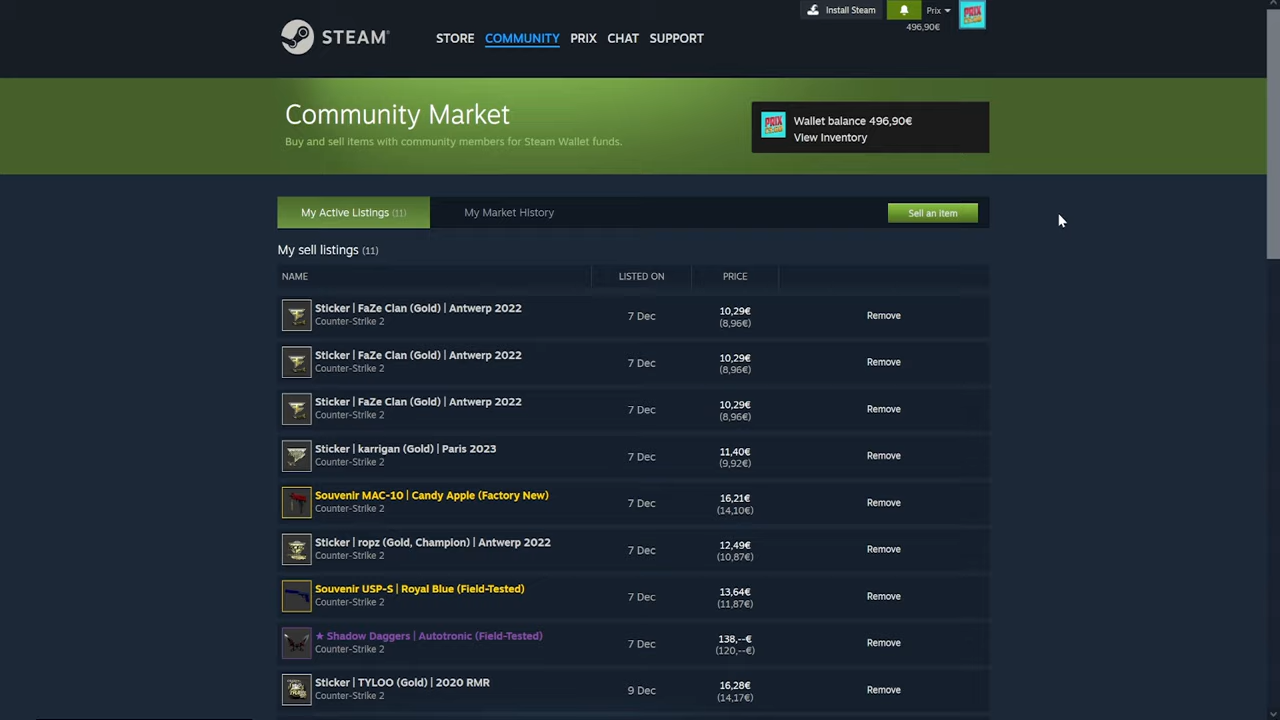 Install Steam
Prix
496,90€
STEAM®
STORE COMMUNITY PRIX CHAT SUPPORT
Community Market
Buy and sell items with community members for Steam Wallet funds.
Wallet balance 496,90€
View Inventory
My Active Listings (11)
My Market History
Sell an item
My sell listings (11)
NAME LISTED ON PRICE
Sticker | FaZe Clan (Gold) | Antwerp 2022
Counter-Strike 2
7 Dec
10,29€
(8,96€)
Remove
Sticker | FaZe Clan (Gold) | Antwerp 2022
Counter-Strike 2
7 Dec
10,29€
(8,96€)
Remove
Sticker | FaZe Clan (Gold) | Antwerp 2022
Counter-Strike 2
7 Dec
10,29€
(8,96€)
Remove
Sticker | karrigan (Gold) | Paris 2023
Counter-Strike 2
7 Dec
11,40€
(9,92€)
Remove
Souvenir MAC-10 | Candy Apple (Factory New)
Counter-Strike 2
7 Dec
16,21€
(14,10€)
Remove
Sticker | ropz (Gold, Champion) | Antwerp 2022
Counter-Strike 2
7 Dec
12,49€
(10,87€)
Remove
Souvenir USP-S | Royal Blue (Field-Tested)
Counter-Strike 2
7 Dec
13,64€
(11,87€)
Remove
★ Shadow Daggers | Autotronic (Field-Tested)
Counter-Strike 2
7 Dec
138,--€
(120,--€)
Remove
Sticker | TYLOO (Gold) | 2020 RMR
Counter-Strike 2
9 Dec
16,28€
(14,17€)
Remove